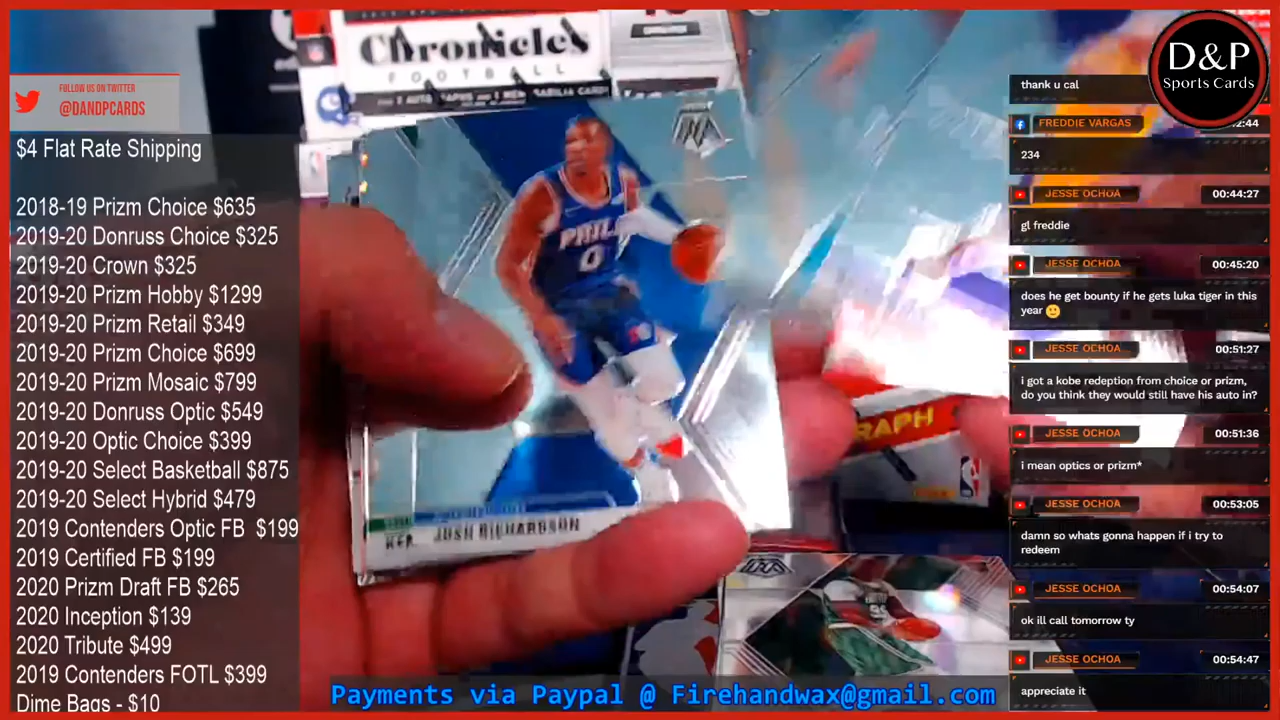 FOLLOW US ON TWITTER
@DANDPCARDS
$4 Flat Rate Shipping
2018-19 Prizm Choice $635
2019-20 Donruss Choice $325
2019-20 Crown $325
2019-20 Prizm Hobby $1299
2019-20 Prizm Retail $349
2019-20 Prizm Choice $699
2019-20 Prizm Mosaic $799
2019-20 Donruss Optic $549
2019-20 Optic Choice $399
2019-20 Select Basketball $875
2019-20 Select Hybrid $479
2019 Contenders Optic FB $199
2019 Certified FB $199
2020 Prizm Draft FB $265
2020 Inception $139
2020 Tribute $499
2019 Contenders FOTL $399
Dime Bags - $10
Chronicles
FOOTBALL
PHIL
0
JOSH RICHARDSON
RAPH
Payments via Paypal @ Firehandwax@gmail.com
D&P
Sports Cards
thank u cal
FREDDIE VARGAS
2:44
234
JESSE OCHOA 00:44:27
gl freddie
JESSE OCHOA 00:45:20
does he get bounty if he gets luka tiger in this
year
JESSE OCHOA 00:51:27
i got a kobe redeption from choice or prizm,
do you think they would still have his auto in?
JESSE OCHOA 00:51:36
i mean optics or prizm*
JESSE OCHOA 00:53:05
damn so whats gonna happen if i try to
redeem
JESSE OCHOA 00:54:07
ok ill call tomorrow ty
JESSE OCHOA 00:54:47
appreciate it